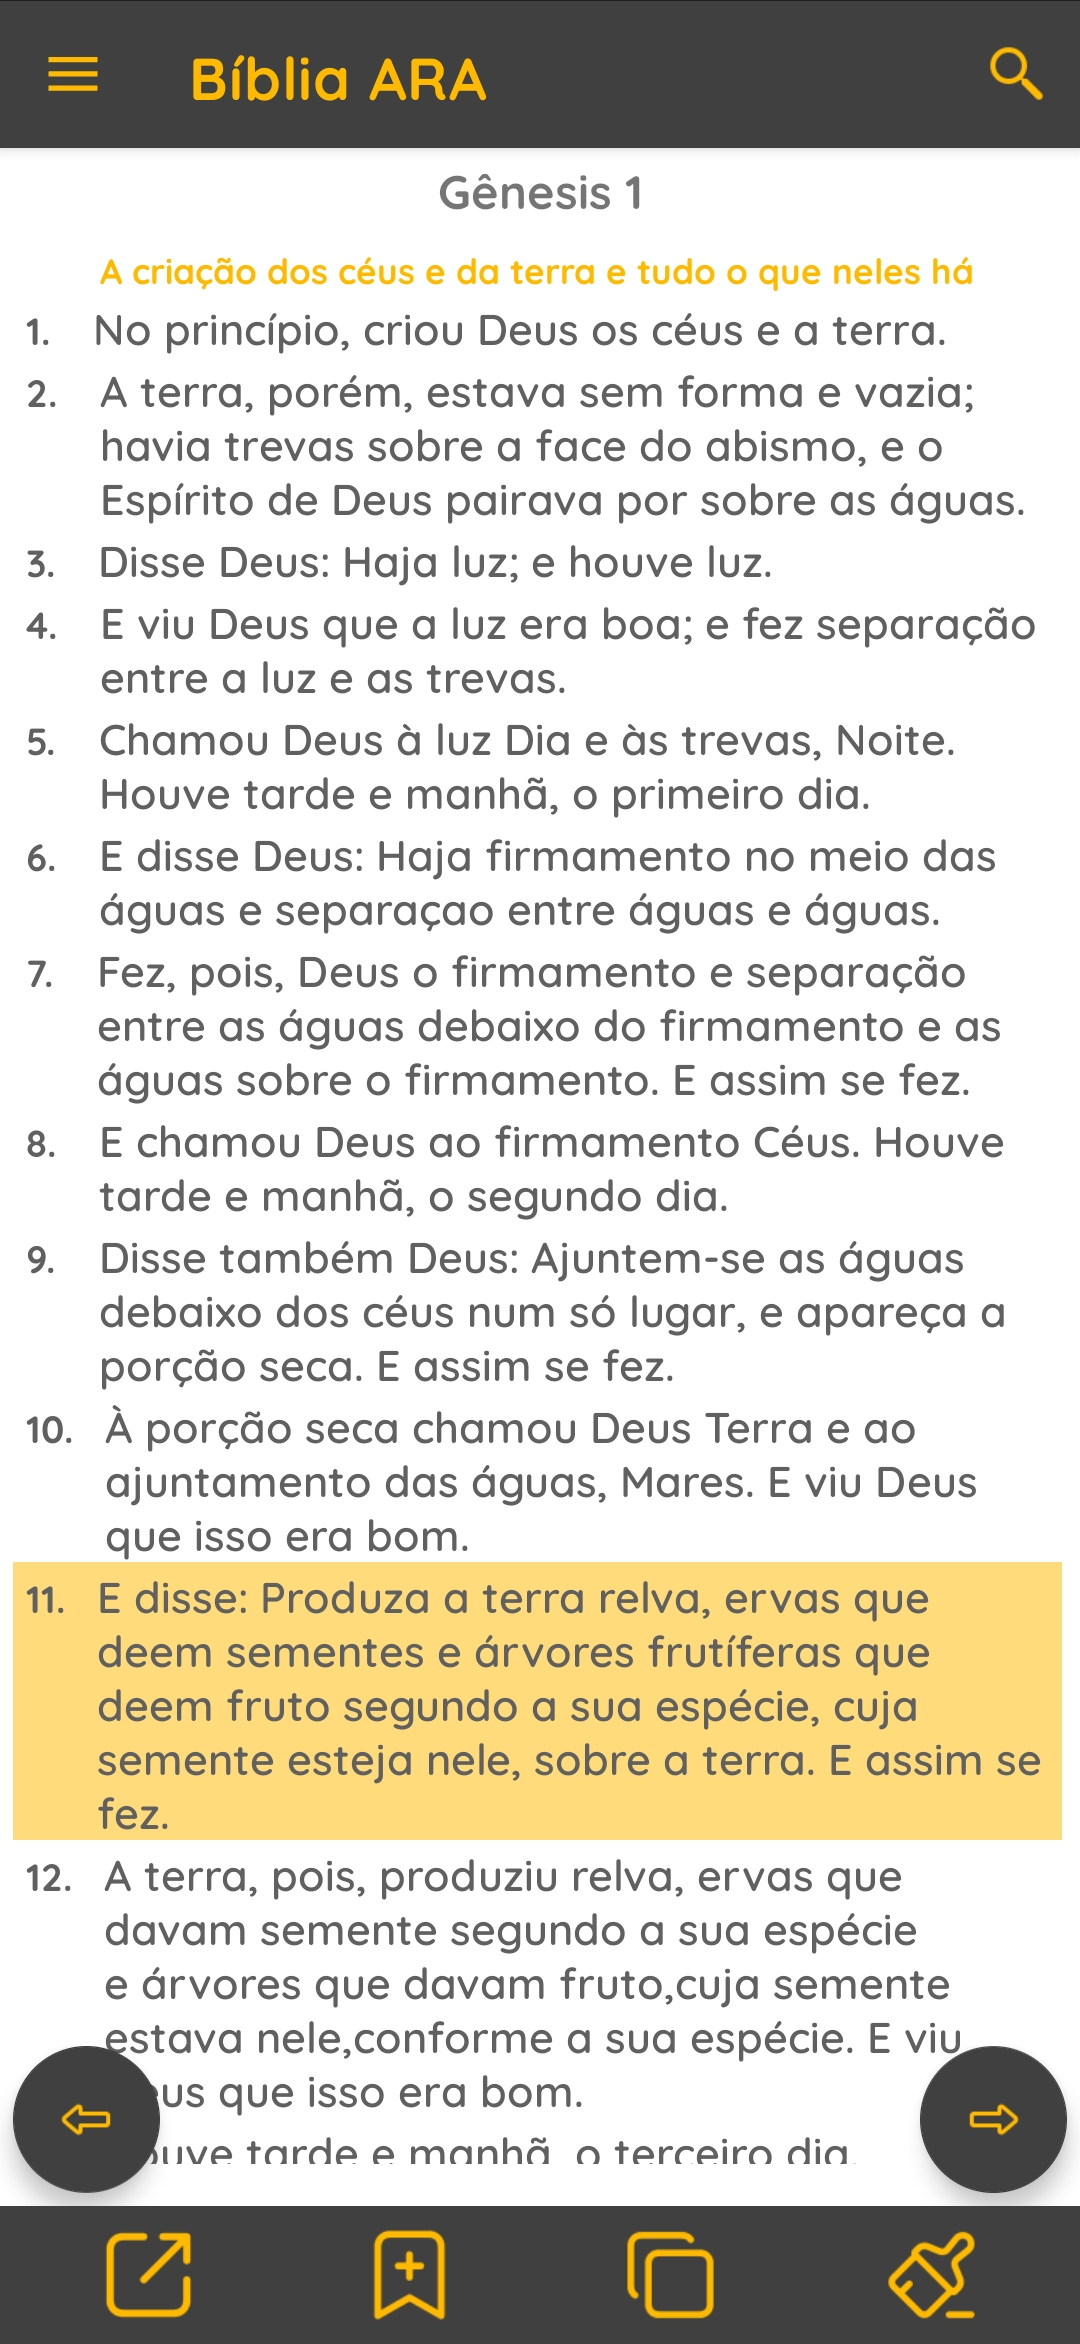 Bíblia ARA
Gênesis 1
A criação dos céus e da terra e tudo o que neles há
1. No princípio, criou Deus os céus e a terra.
2. A terra, porém, estava sem forma e vazia;
havia trevas sobre a face do abismo, e o
Espírito de Deus pairava por sobre as águas.
3. Disse Deus: Haja luz; e houve luz.
4. E viu Deus que a luz era boa; e fez separação
entre a luz e as trevas.
5. Chamou Deus à luz Dia e às trevas, Noite.
Houve tarde e manhã, o primeiro dia.
6. E disse Deus: Haja firmamento no meio das
águas e separaçao entre águas e águas.
7. Fez, pois, Deus o firmamento e separação
entre as águas debaixo do firmamento e as
águas sobre o firmamento. E assim se fez.
8. E chamou Deus ao firmamento Céus. Houve
tarde e manhã, o segundo dia.
9. Disse também Deus: Ajuntem-se as águas
debaixo dos céus num só lugar, e apareça a
porção seca. E assim se fez.
10. À porção seca chamou Deus Terra e ao
ajuntamento das águas, Mares. E viu Deus
que isso era bom.
11. E disse: Produza a terra relva, ervas que
deem sementes e árvores frutíferas que
deem fruto segundo a sua espécie, cuja
semente esteja nele, sobre a terra. E assim se
fez.
12. A terra, pois, produziu relva, ervas que
davam semente segundo a sua espécie
e árvores que davam fruto,cuja semente
estava nele,conforme a sua espécie. E viu
que isso era bom.
tarde e manhã, o terceiro dia.